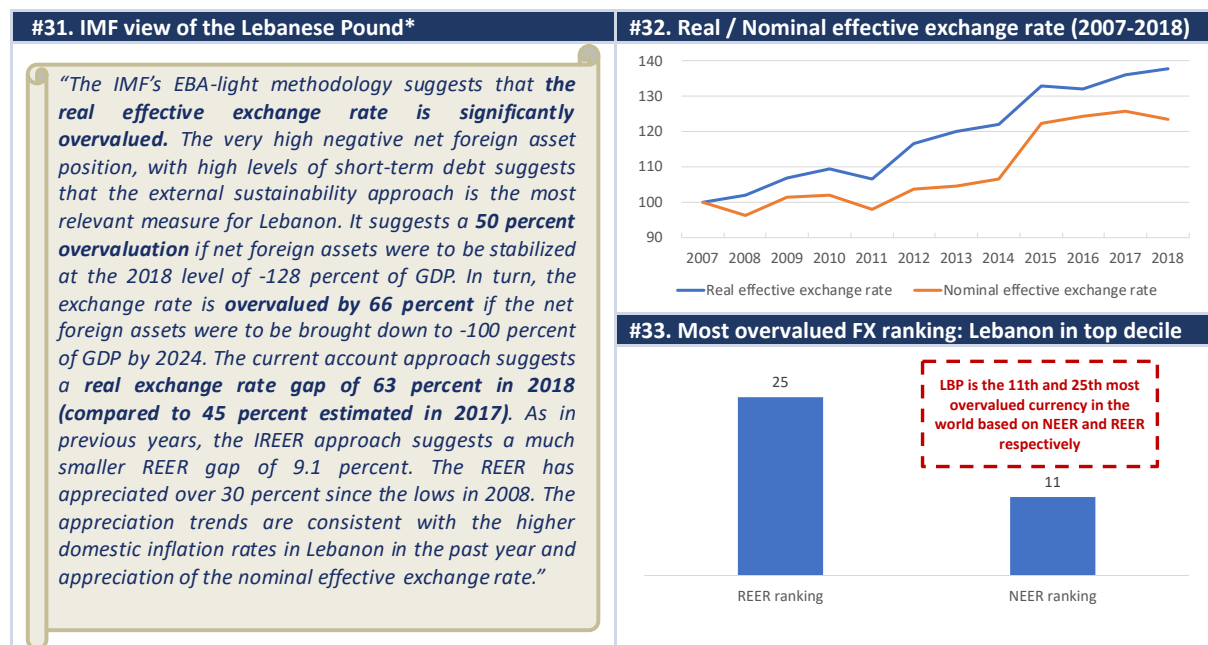 #31. IMF view of the Lebanese Pound*
“The IMF’s EBA-light methodology suggests that the
real effective exchange rate is significantly
overvalued. The very high negative net foreign asset
position, with high levels of short-term debt suggests
that the external sustainability approach is the most
relevant measure for Lebanon. It suggests a 50 percent
overvaluation if net foreign assets were to be stabilized
at the 2018 level of -128 percent of GDP. In turn, the
exchange rate is overvalued by 66 percent if the net
foreign assets were to be brought down to -100 percent
of GDP by 2024. The current account approach suggests
a real exchange rate gap of 63 percent in 2018
(compared to 45 percent estimated in 2017). As in
previous years, the IREER approach suggests a much
smaller REER gap of 9.1 percent. The REER has
appreciated over 30 percent since the lows in 2008. The
appreciation trends are consistent with the higher
domestic inflation rates in Lebanon in the past year and
appreciation of the nominal effective exchange rate.”
#32. Real / Nominal effective exchange rate (2007-2018)
140
130
120
110
100
90
2007 2008 2009 2010 2011 2012 2013 2014 2015 2016 2017 2018
Real effective exchange rate Nominal effective exchange rate
#33. Most overvalued FX ranking: Lebanon in top decile
LBP is the 11th and 25th most
overvalued currency in the
world based on NEER and REER
respectively
25
11
REER ranking NEER ranking